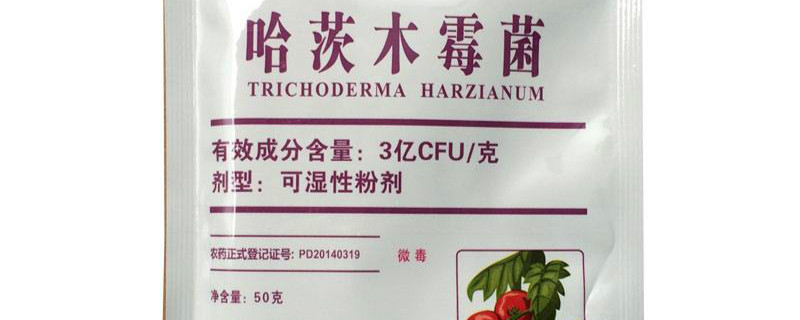 哈茨木霉菌
TRICHODERMA HARZIANUM
有效成分含量：3亿CFU/克
剂型：可湿性粉剂
农药正式登记证号：PD20140319 微毒
净含量：50克